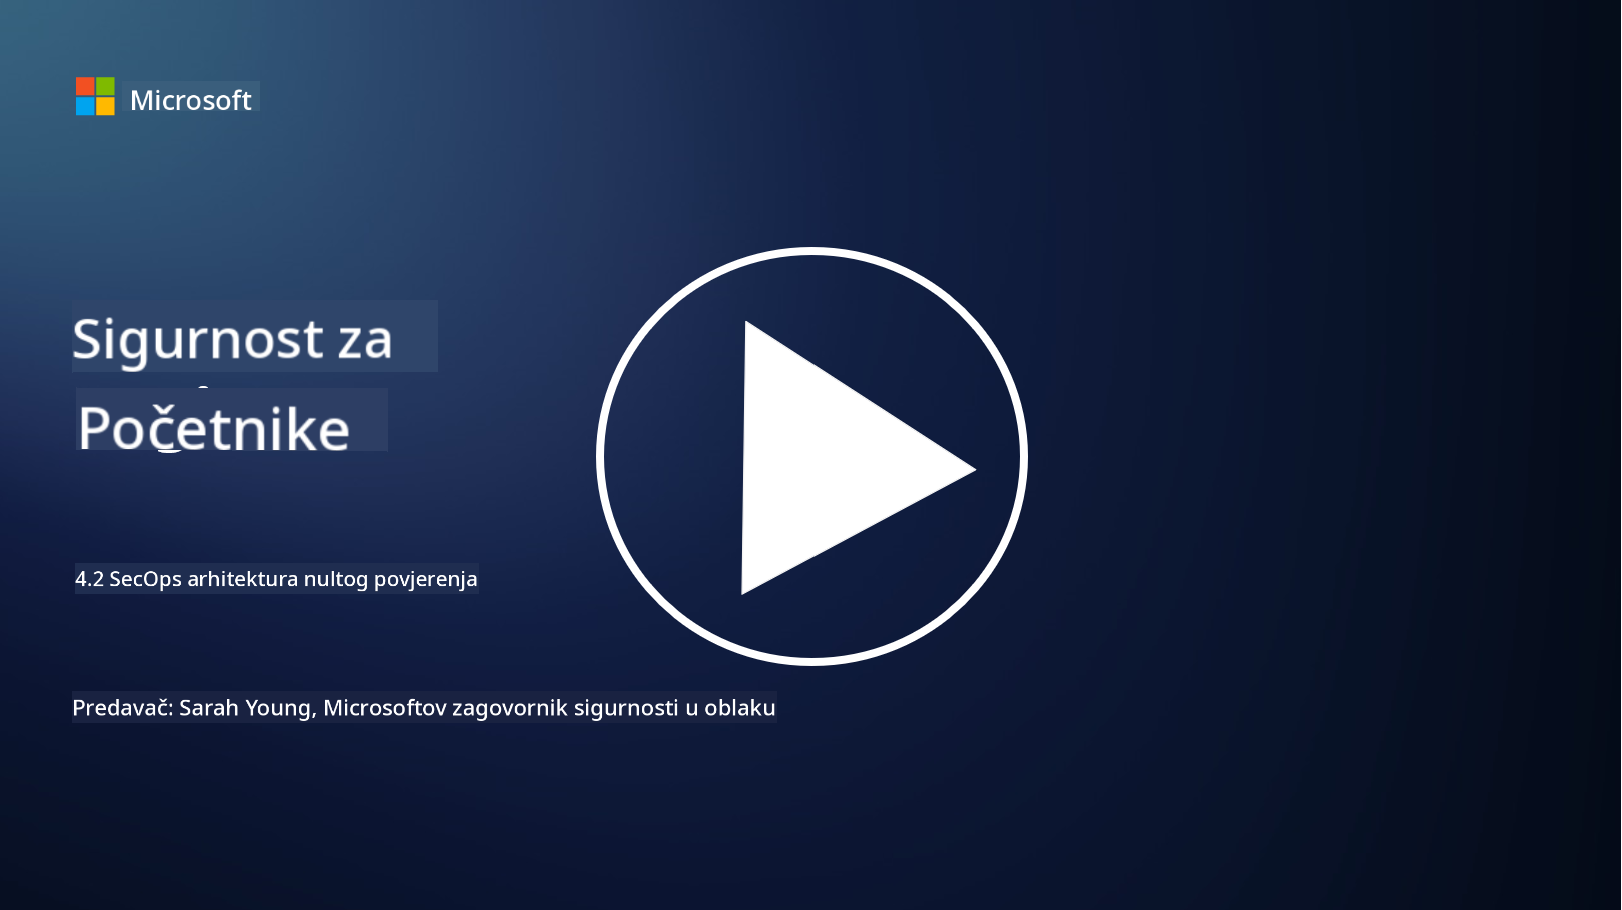 Microsoft
Sigurnost za
Početnike
4.2 SecOps arhitektura nultog povjerenja
Predavač: Sarah Young, Microsoftov zagovornik sigurnosti u oblaku